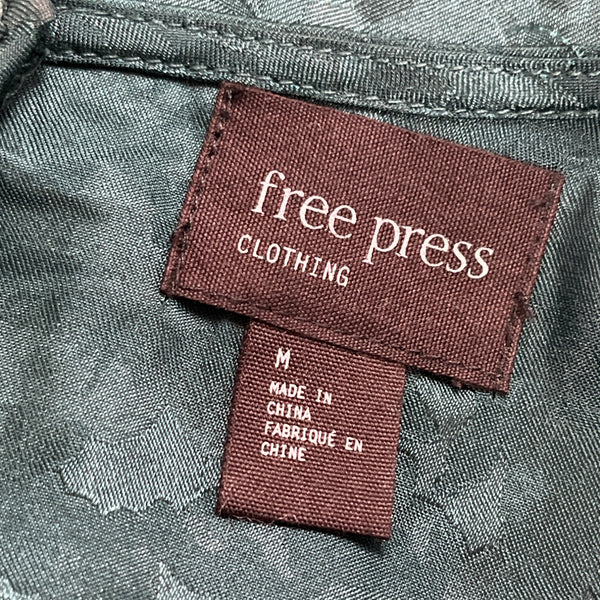 free press
CLOTHING
M
MADE IN
CHINA
FABRIQUÉ EN
CHINE